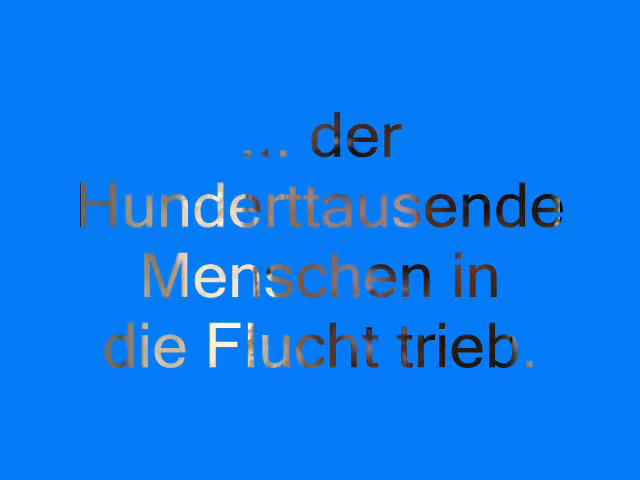 ... der
Hunderttausende
Menschen in
die Flucht trieb.